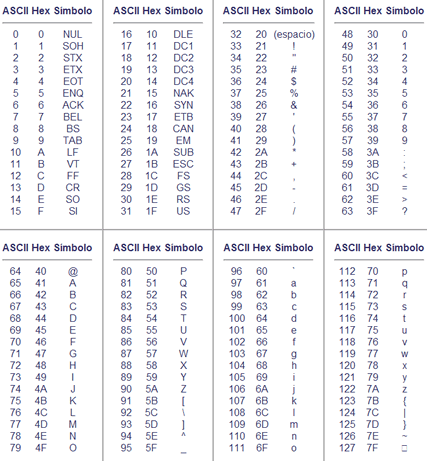 ASCII Hex Simbolo
0 0 NUL
1 1 SOH
2 2 STX
3 3 ETX
4 4 EOT
5 5 ENQ
6 6 ACK
7 7 BEL
8 8 BS
9 9 TAB
10 A LF
11 B VT
12 C FF
13 D CR
14 E SO
15 F SI
ASCII Hex Simbolo
16 10 DLE
17 11 DC1
18 12 DC2
19 13 DC3
20 14 DC4
21 15 NAK
22 16 SYN
23 17 ETB
24 18 CAN
25 19 EM
26 1A SUB
27 1B ESC
28 1C FS
29 1D GS
30 1E RS
31 1F US
ASCII Hex Simbolo
32 20 (espacio)
33 21 !
34 22 "
35 23 #
36 24 $
37 25 %
38 26 &
39 27 '
40 28 (
41 29 )
42 2A *
43 2B +
44 2C ,
45 2D -
46 2E .
47 2F /
ASCII Hex Simbolo
48 30 0
49 31 1
50 32 2
51 33 3
52 34 4
53 35 5
54 36 6
55 37 7
56 38 8
57 39 9
58 3A :
59 3B ;
60 3C <
61 3D =
62 3E >
63 3F ?
ASCII Hex Simbolo
64 40 @
65 41 A
66 42 B
67 43 C
68 44 D
69 45 E
70 46 F
71 47 G
72 48 H
73 49 I
74 4A J
75 4B K
76 4C L
77 4D M
78 4E N
79 4F O
ASCII Hex Simbolo
80 50 P
81 51 Q
82 52 R
83 53 S
84 54 T
85 55 U
86 56 V
87 57 W
88 58 X
89 59 Y
90 5A Z
91 5B [
92 5C \
93 5D ]
94 5E ^
95 5F _
ASCII Hex Simbolo
96 60 `
97 61 a
98 62 b
99 63 c
100 64 d
101 65 e
102 66 f
103 67 g
104 68 h
105 69 i
106 6A j
107 6B k
108 6C l
109 6D m
110 6E n
111 6F o
ASCII Hex Simbolo
112 70 p
113 71 q
114 72 r
115 73 s
116 74 t
117 75 u
118 76 v
119 77 w
120 78 x
121 79 y
122 7A z
123 7B {
124 7C |
125 7D }
126 7E ~
127 7F □